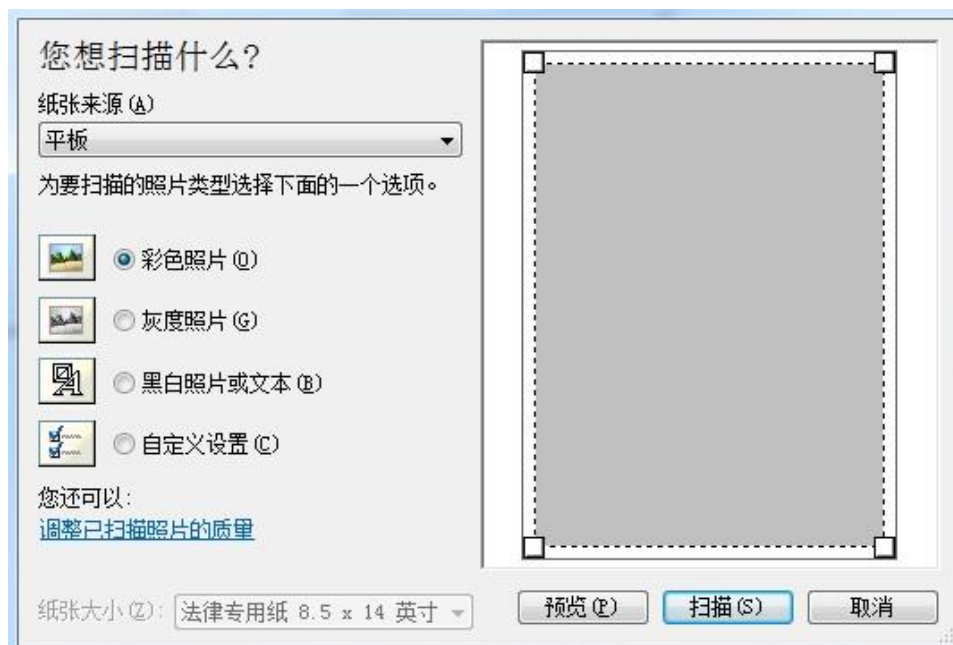 您想扫描什么?
纸张来源(A)
平板
为要扫描的照片类型选择下面的一个选项。
彩色照片(O)
灰度照片(G)
黑白照片或文本(B)
自定义设置(C)
您还可以:
调整已扫描照片的质量
纸张大小(Z): 法律专用纸 8.5 x 14 英寸
预览(P) 扫描(S) 取消